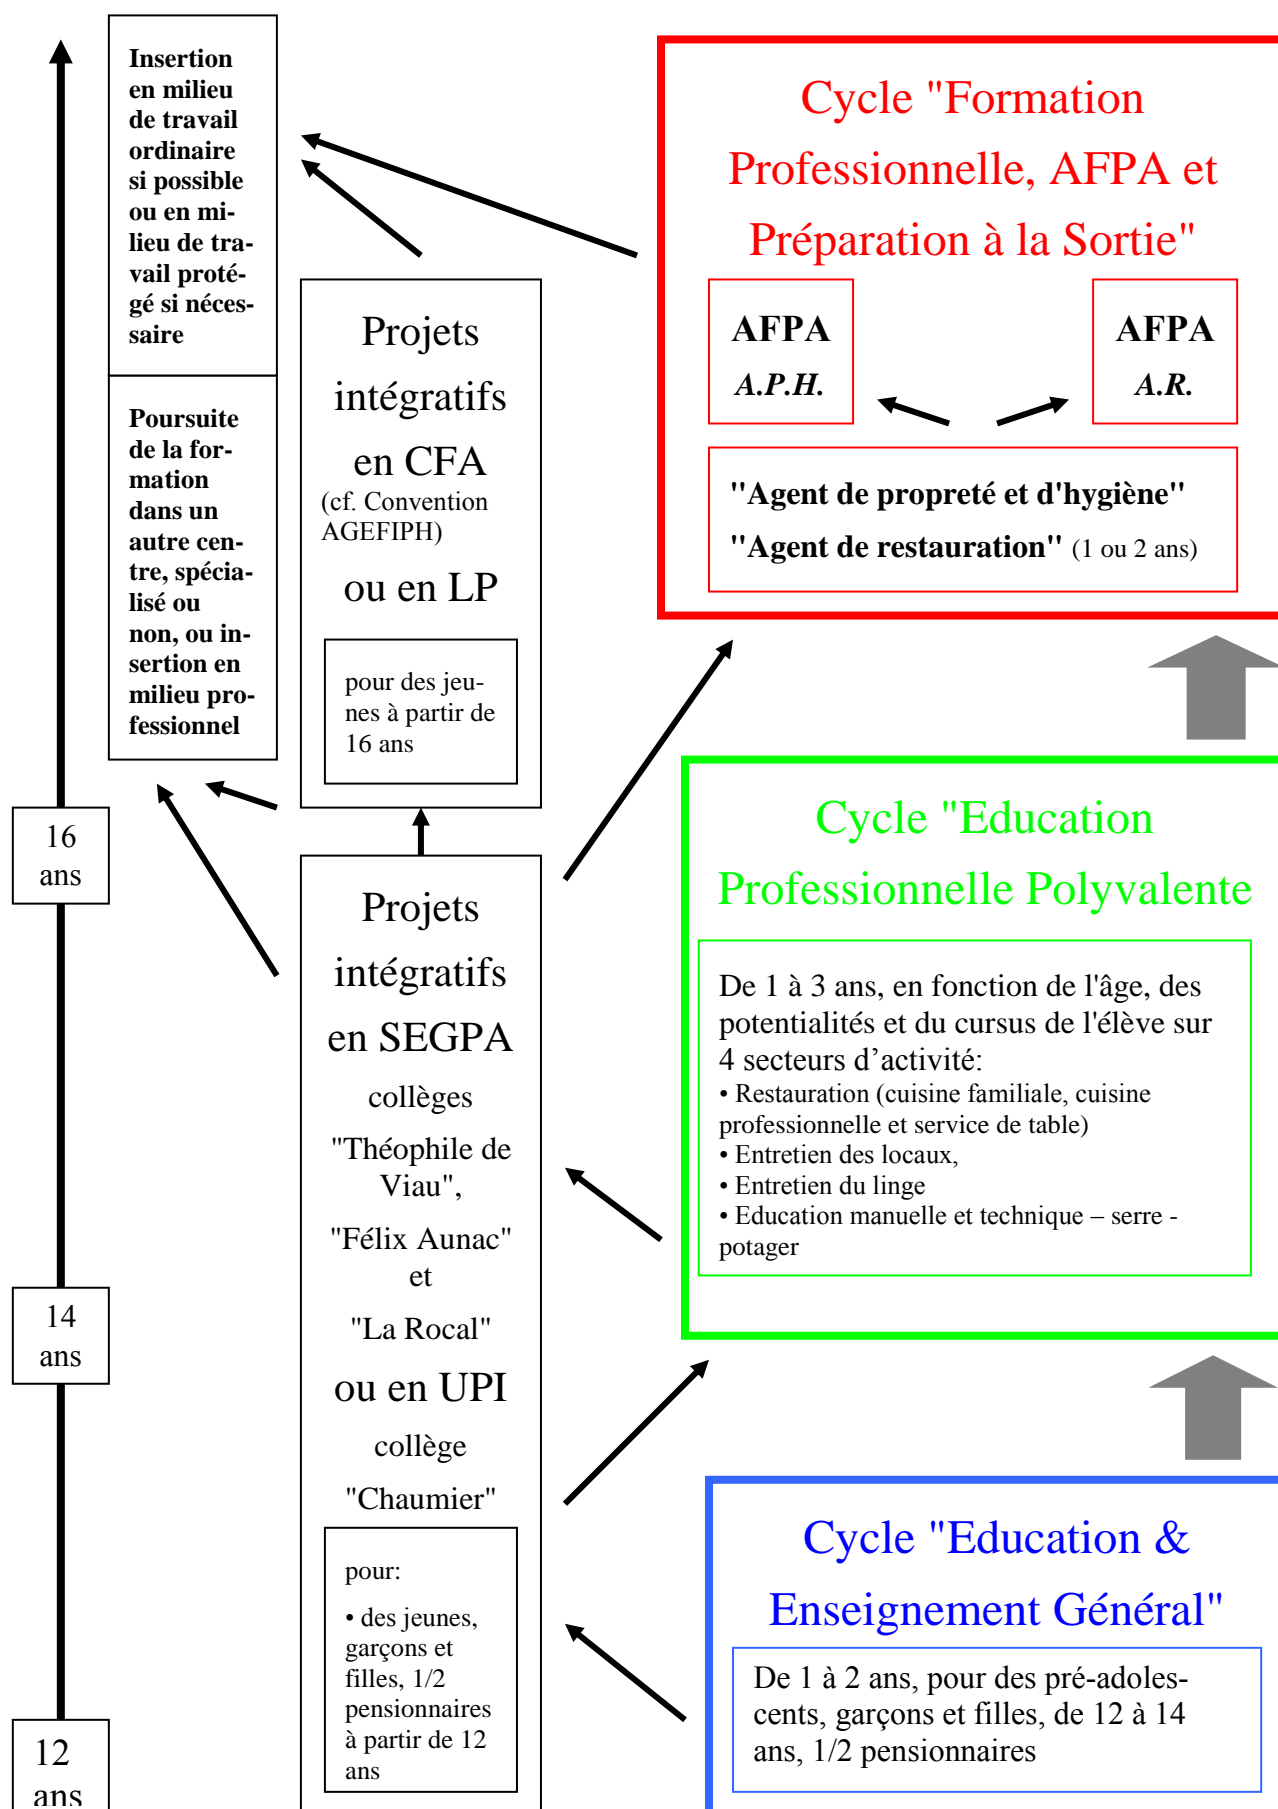 Insertion
en milieu
de travail
ordinaire
si possible
ou en mi-
lieu de tra-
vail proté-
gé si néces-
saire
Poursuite
de la for-
mation
dans un
autre cen-
tre, spécia-
lisé ou
non, ou in-
sertion en
milieu pro-
fessionnel
16
ans
14
ans
12
ans
Projets
intégratifs
en CFA
(cf. Convention
AGEFIPH)
ou en LP
pour des jeu-
nes à partir de
16 ans
Projets
intégratifs
en SEGPA
collèges
"Théophile de
Viau",
"Félix Aunac"
et
"La Rocal"
ou en UPI
collège
"Chaumier"
pour:
• des jeunes,
garçons et
filles, 1/2
pensionnaires
à partir de 12
ans
Cycle "Formation
Professionnelle, AFPA et
Préparation à la Sortie"
AFPA
A.P.H.
AFPA
A.R.
"Agent de propreté et d'hygiène"
"Agent de restauration" (1 ou 2 ans)
Cycle "Education
Professionnelle Polyvalente
De 1 à 3 ans, en fonction de l'âge, des
potentialités et du cursus de l'élève sur
4 secteurs d’activité:
• Restauration (cuisine familiale, cuisine
professionnelle et service de table)
• Entretien des locaux,
• Entretien du linge
• Education manuelle et technique – serre -
potager
Cycle "Education &
Enseignement Général"
De 1 à 2 ans, pour des pré-adoles-
cents, garçons et filles, de 12 à 14
ans, 1/2 pensionnaires